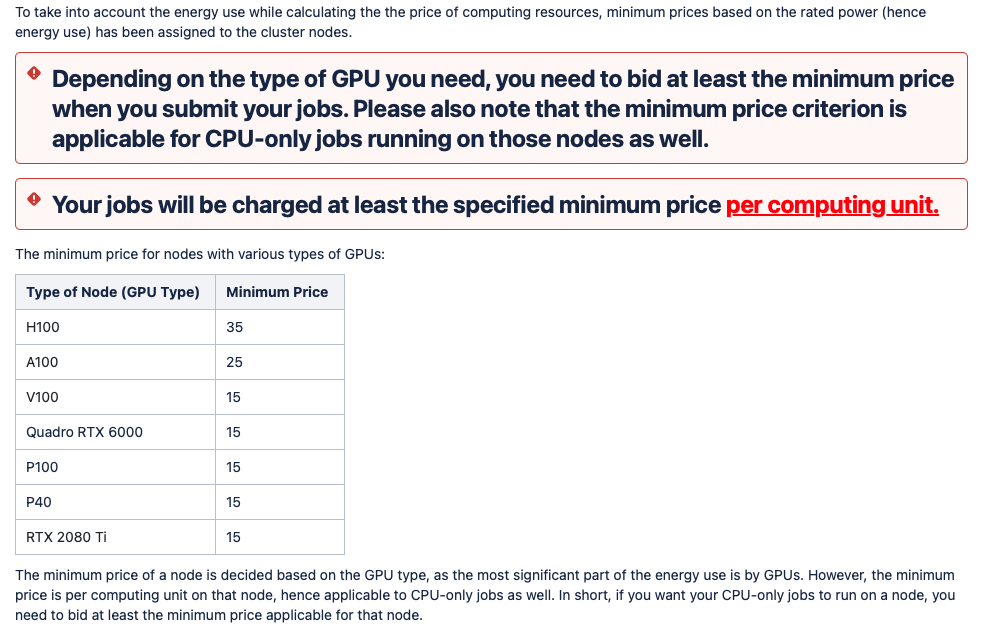 To take into account the energy use while calculating the the price of computing resources, minimum prices based on the rated power (hence
energy use) has been assigned to the cluster nodes.
Depending on the type of GPU you need, you need to bid at least the minimum price
when you submit your jobs. Please also note that the minimum price criterion is
applicable for CPU-only jobs running on those nodes as well.
Your jobs will be charged at least the specified minimum price per computing unit.
The minimum price for nodes with various types of GPUs:
Type of Node (GPU Type) Minimum Price
H100 35
A100 25
V100 15
Quadro RTX 6000 15
P100 15
P40 15
RTX 2080 Ti 15
The minimum price of a node is decided based on the GPU type, as the most significant part of the energy use is by GPUs. However, the minimum
price is per computing unit on that node, hence applicable to CPU-only jobs as well. In short, if you want your CPU-only jobs to run on a node, you
need to bid at least the minimum price applicable for that node.